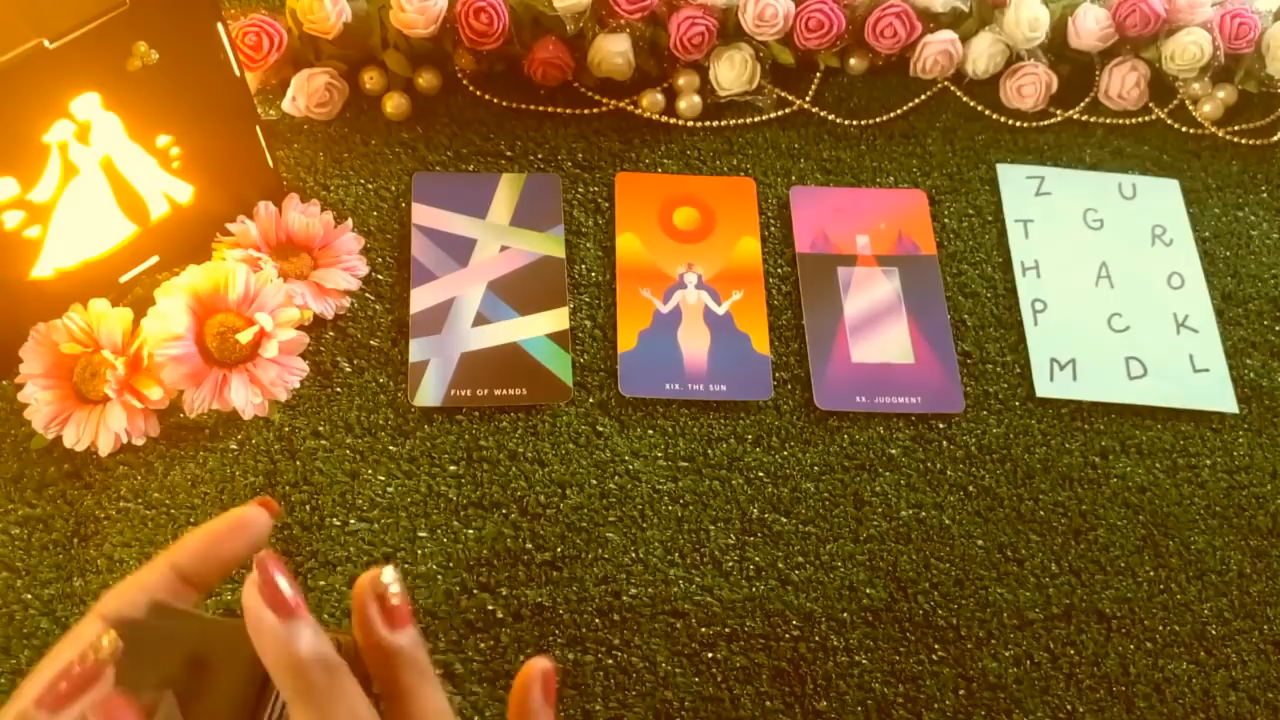 FIVE OF WANDS
XIX. THE SUN
XX. JUDGMENT
Z U
T G R
H A O
P C K
M D L